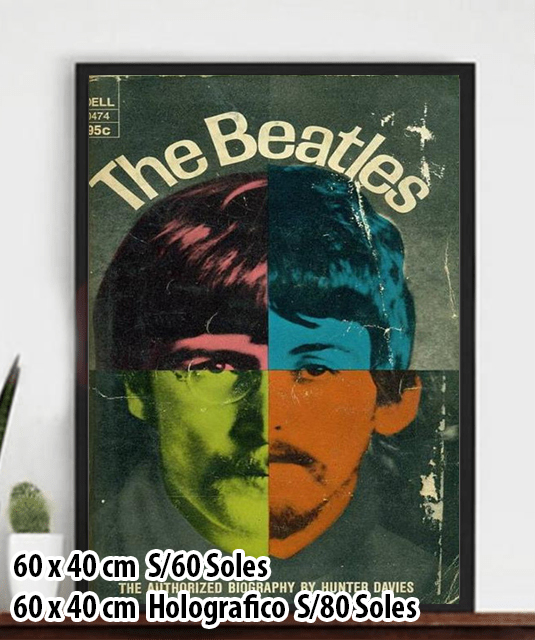 DELL
0474
95c
The Beatles
60 x 40 cm S/60 Soles
THE AUTHORIZED BIOGRAPHY BY HUNTER DAVIES
60 x 40 cm Holografico S/80 Soles